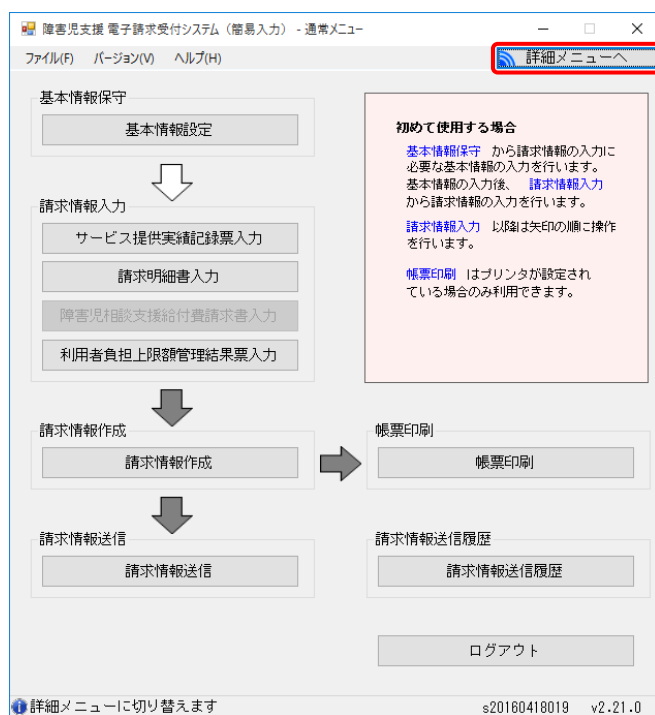 障害児支援 電子請求受付システム（簡易入力） - 通常メニュー
ファイル(F) バージョン(V) ヘルプ(H)
詳細メニューへ
基本情報保守
基本情報設定
請求情報入力
サービス提供実績記録票入力
請求明細書入力
障害児相談支援給付費請求書入力
利用者負担上限額管理結果票入力
請求情報作成
請求情報作成
請求情報送信
請求情報送信
初めて使用する場合
基本情報保守 から請求情報の入力に
必要な基本情報の入力を行います。
基本情報の入力後、 請求情報入力
から請求情報の入力を行います。
請求情報入力 以降は矢印の順に操作
を行います。
帳票印刷 はプリンタが設定され
ている場合のみ利用できます。
帳票印刷
帳票印刷
請求情報送信履歴
請求情報送信履歴
ログアウト
詳細メニューに切り替えます
s20160418019 v2.21.0